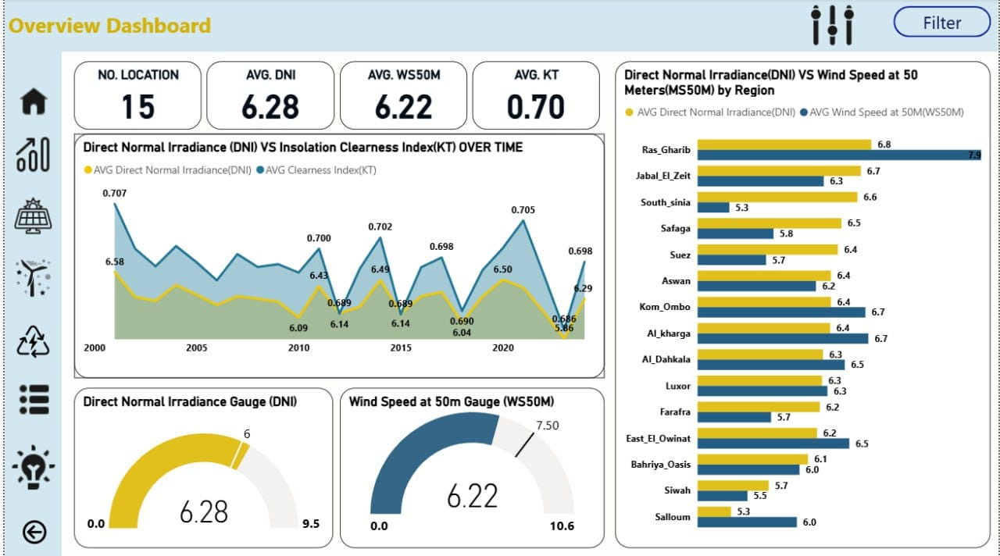 Overview Dashboard
Filter
NO. LOCATION
15
AVG. DNI
6.28
AVG. WS50M
6.22
AVG. KT
0.70
Direct Normal Irradiance (DNI) VS Insolation Clearness Index(KT) OVER TIME
AVG Direct Normal Irradiance(DNI) AVG Clearness Index(KT)
0.707
6.58
6.09
0.700
6.43
0.689
6.14
0.702
6.49
0.689
6.14
0.698
0.690
6.04
6.50
0.705
0.686
5.86
0.698
6.29
2000 2005 2010 2015 2020
Direct Normal Irradiance Gauge (DNI)
6
6.28
0.0 9.5
Wind Speed at 50m Gauge (WS50M)
7.50
6.22
0.0 10.6
Direct Normal Irradiance(DNI) VS Wind Speed at 50
Meters(MS50M) by Region
AVG Direct Normal Irradiance(DNI) AVG Wind Speed at 50M(WS50M)
Ras_Gharib 6.8
7.9
Jabal_El_Zeit 6.7
6.3
South_sinia 6.6
5.3
Safaga 6.5
5.8
Suez 6.4
5.7
Aswan 6.4
6.2
Kom_Ombo 6.4
6.7
Al_kharga 6.4
6.7
Al_Dahkala 6.3
6.5
Luxor 6.3
6.3
Farafra 6.2
5.7
East_El_Owinat 6.2
6.5
Bahriya_Oasis 6.1
6.0
Siwah 5.7
5.5
Salloum 5.3
6.0